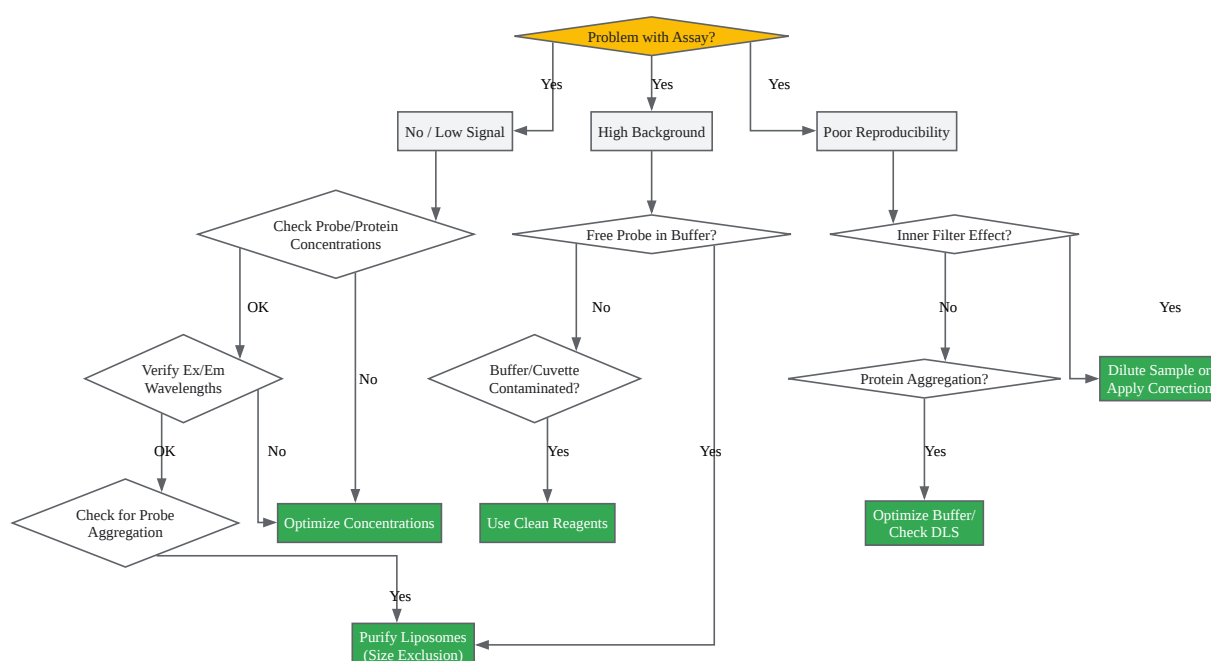 Problem with Assay?
Yes
Yes
Yes
No / Low Signal
High Background
Poor Reproducibility
Check Probe/Protein
Concentrations
Free Probe in Buffer?
Inner Filter Effect?
OK
No
No
Yes
Verify Ex/Em
Wavelengths
No
Buffer/Cuvette
Contaminated?
Protein Aggregation?
Dilute Sample or
Apply Correction
OK
No
Yes
Yes
Yes
Check for Probe
Aggregation
Optimize Concentrations
Use Clean Reagents
Optimize Buffer/
Check DLS
Yes
Purify Liposomes
(Size Exclusion)